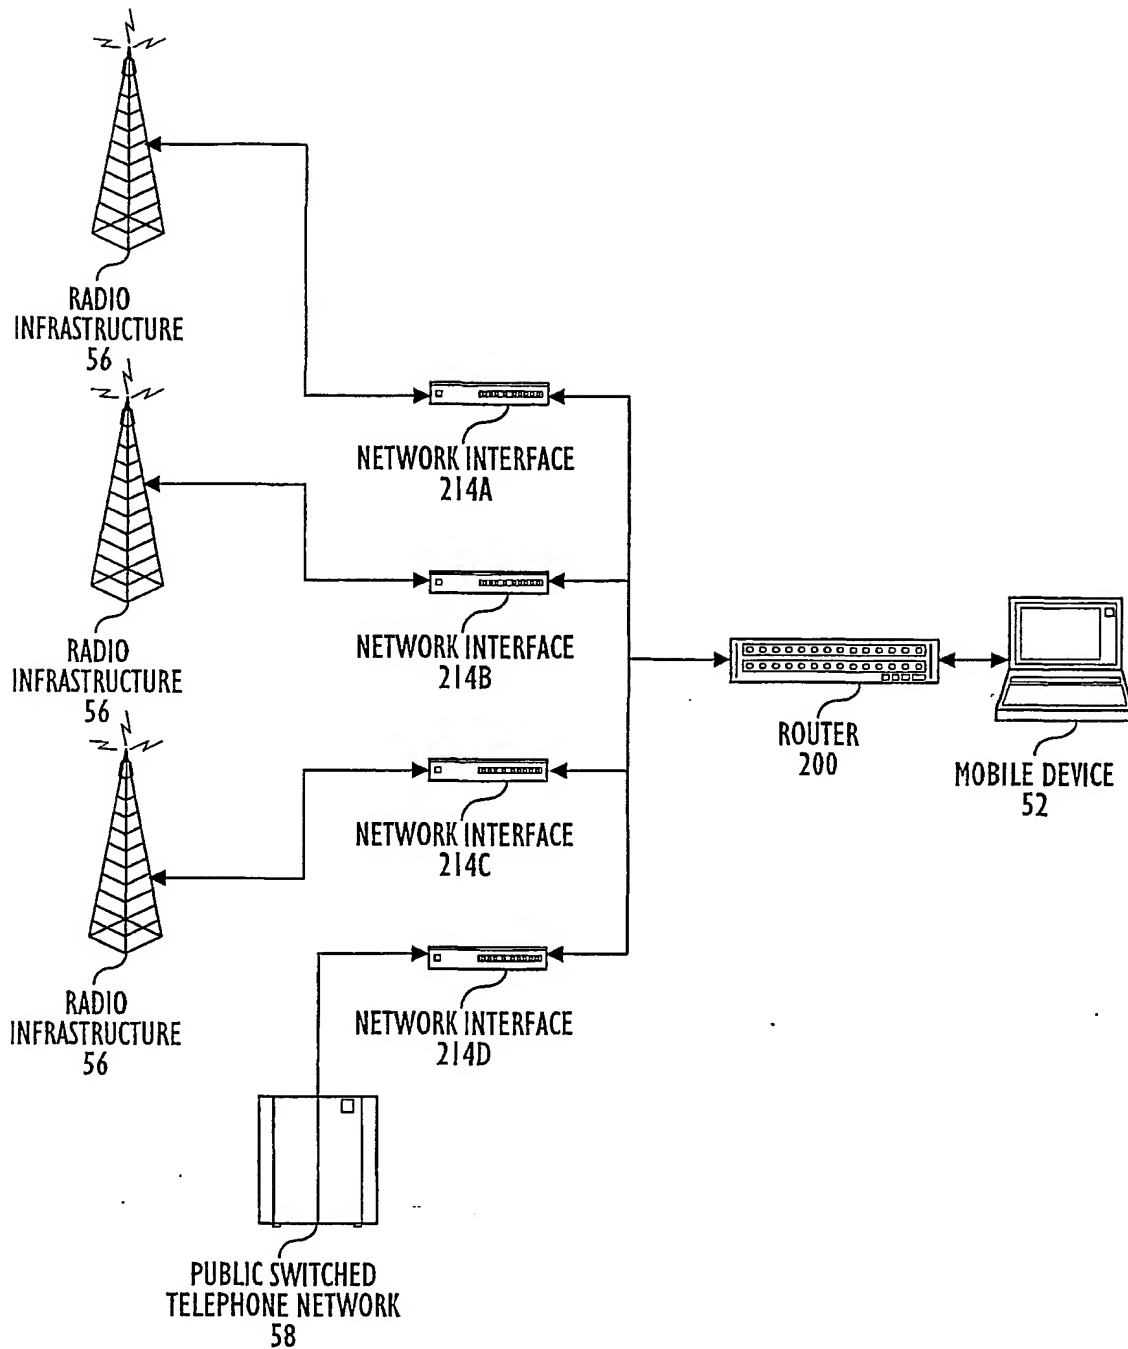 RADIO
INFRASTRUCTURE
56
NETWORK INTERFACE
214A
RADIO
INFRASTRUCTURE
56
NETWORK INTERFACE
214B
ROUTER
200
MOBILE DEVICE
52
NETWORK INTERFACE
214C
RADIO
INFRASTRUCTURE
56
NETWORK INTERFACE
214D
PUBLIC SWITCHED
TELEPHONE NETWORK
58